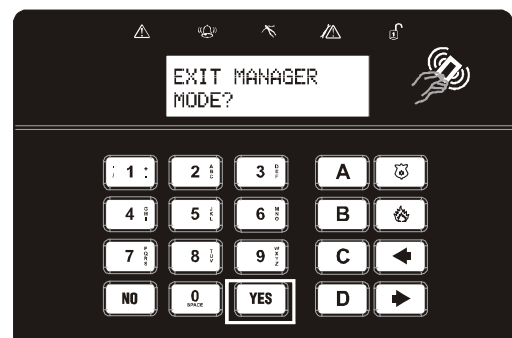 EXIT MANAGER
MODE?
1
2 A B C
3 D E F
A
4 G H I
5 J K L
6 M N O
B
7 P Q R S
8 T U V
9 W X Y Z
C
NO
0 SPACE
YES
D